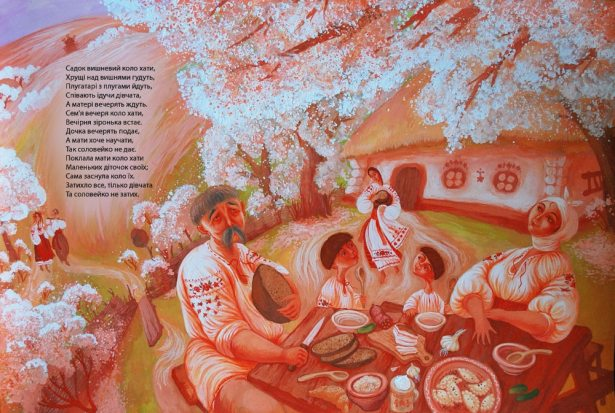 Садок вишневий коло хати,
Хрущі над вишнями гудуть,
Плугатарі з плугами йдуть,
Співають ідучи дівчата,
А матері вечерять ждуть.
Сем'я вечеря коло хати,
Вечірня зіронька встає.
Дочка вечерять подає,
А мати хоче научати,
Так соловейко не дає.
Поклала мати коло хати
Маленьких діточок своїх;
Сама заснула коло їх.
Затихло все, тілько дівчата
Та соловейко не затих.